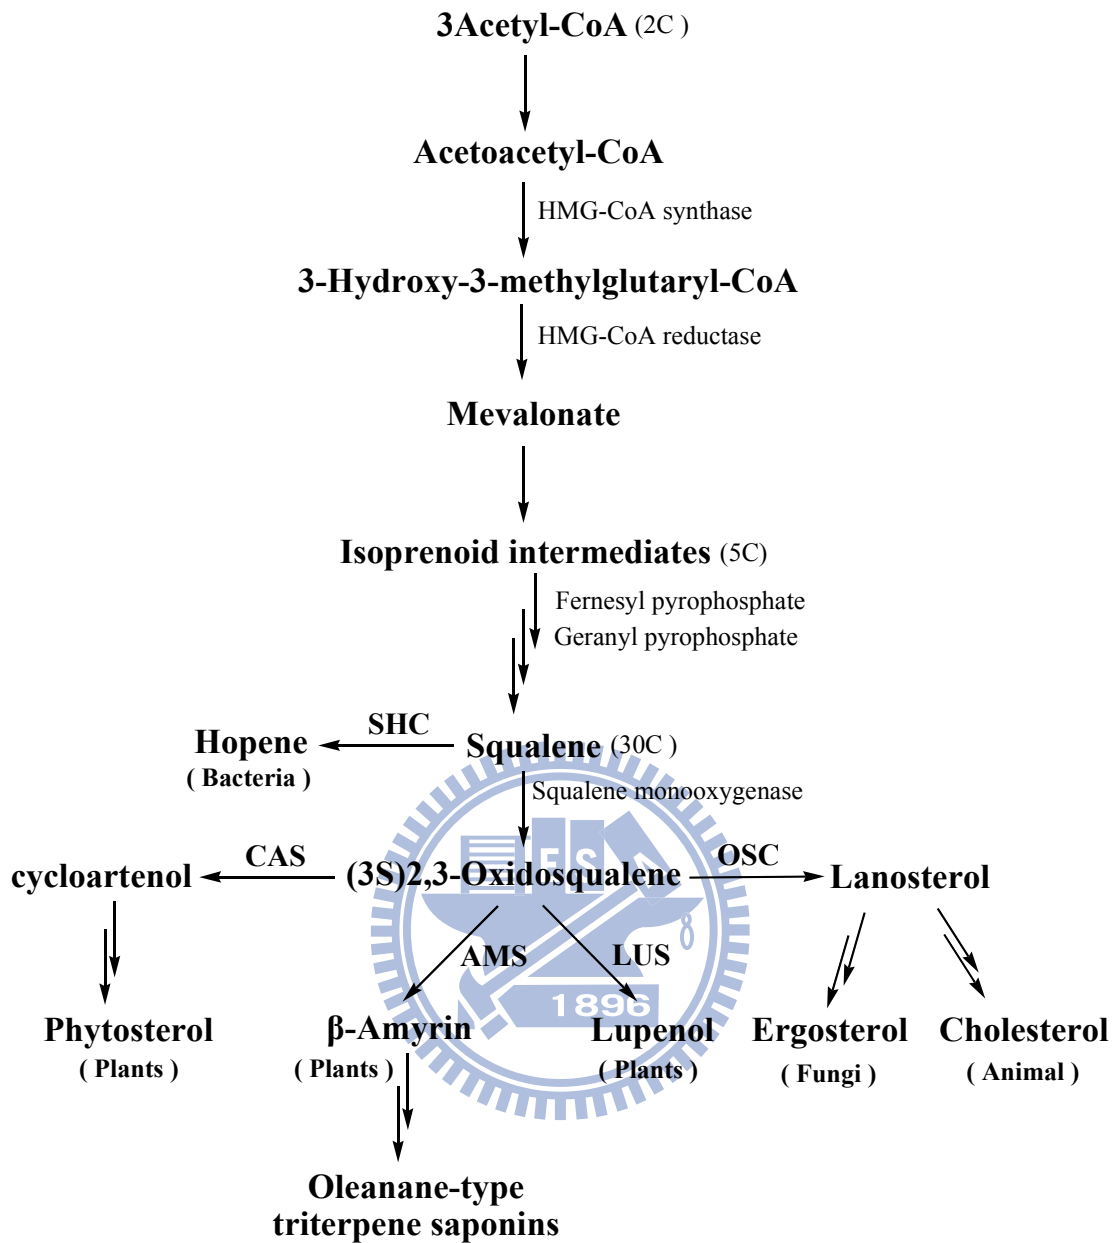 3Acetyl-CoA (2C )
Acetoacetyl-CoA
HMG-CoA synthase
3-Hydroxy-3-methylglutaryl-CoA
HMG-CoA reductase
Mevalonate
Isoprenoid intermediates (5C)
Fernesyl pyrophosphate
Geranyl pyrophosphate
Hopene SHC Squalene (30C )
( Bacteria )
Squalene monooxygenase
cycloartenol CAS (3S)2,3-Oxidosqualene OSC Lanosterol
ES
AMS LUS
1896
Phytosterol β-Amyrin Lupenol Ergosterol Cholesterol
( Plants ) ( Plants ) ( Plants ) ( Fungi ) ( Animal )
Oleanane-type
triterpene saponins